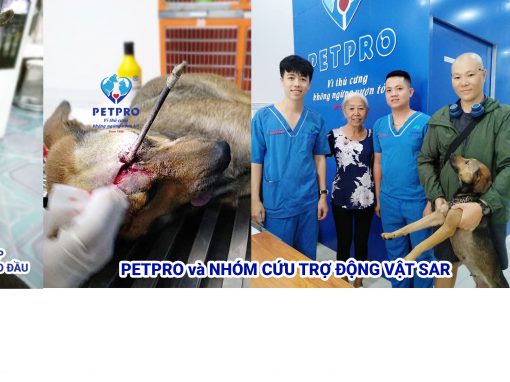 PETPRO
Vì thú cưng
không ngừng vươn tới
PETPRO
Vì thú cưng
không ngừng vươn tới
O ĐẦU
PETPRO và NHÓM CỨU TRỢ ĐỘNG VẬT SAR